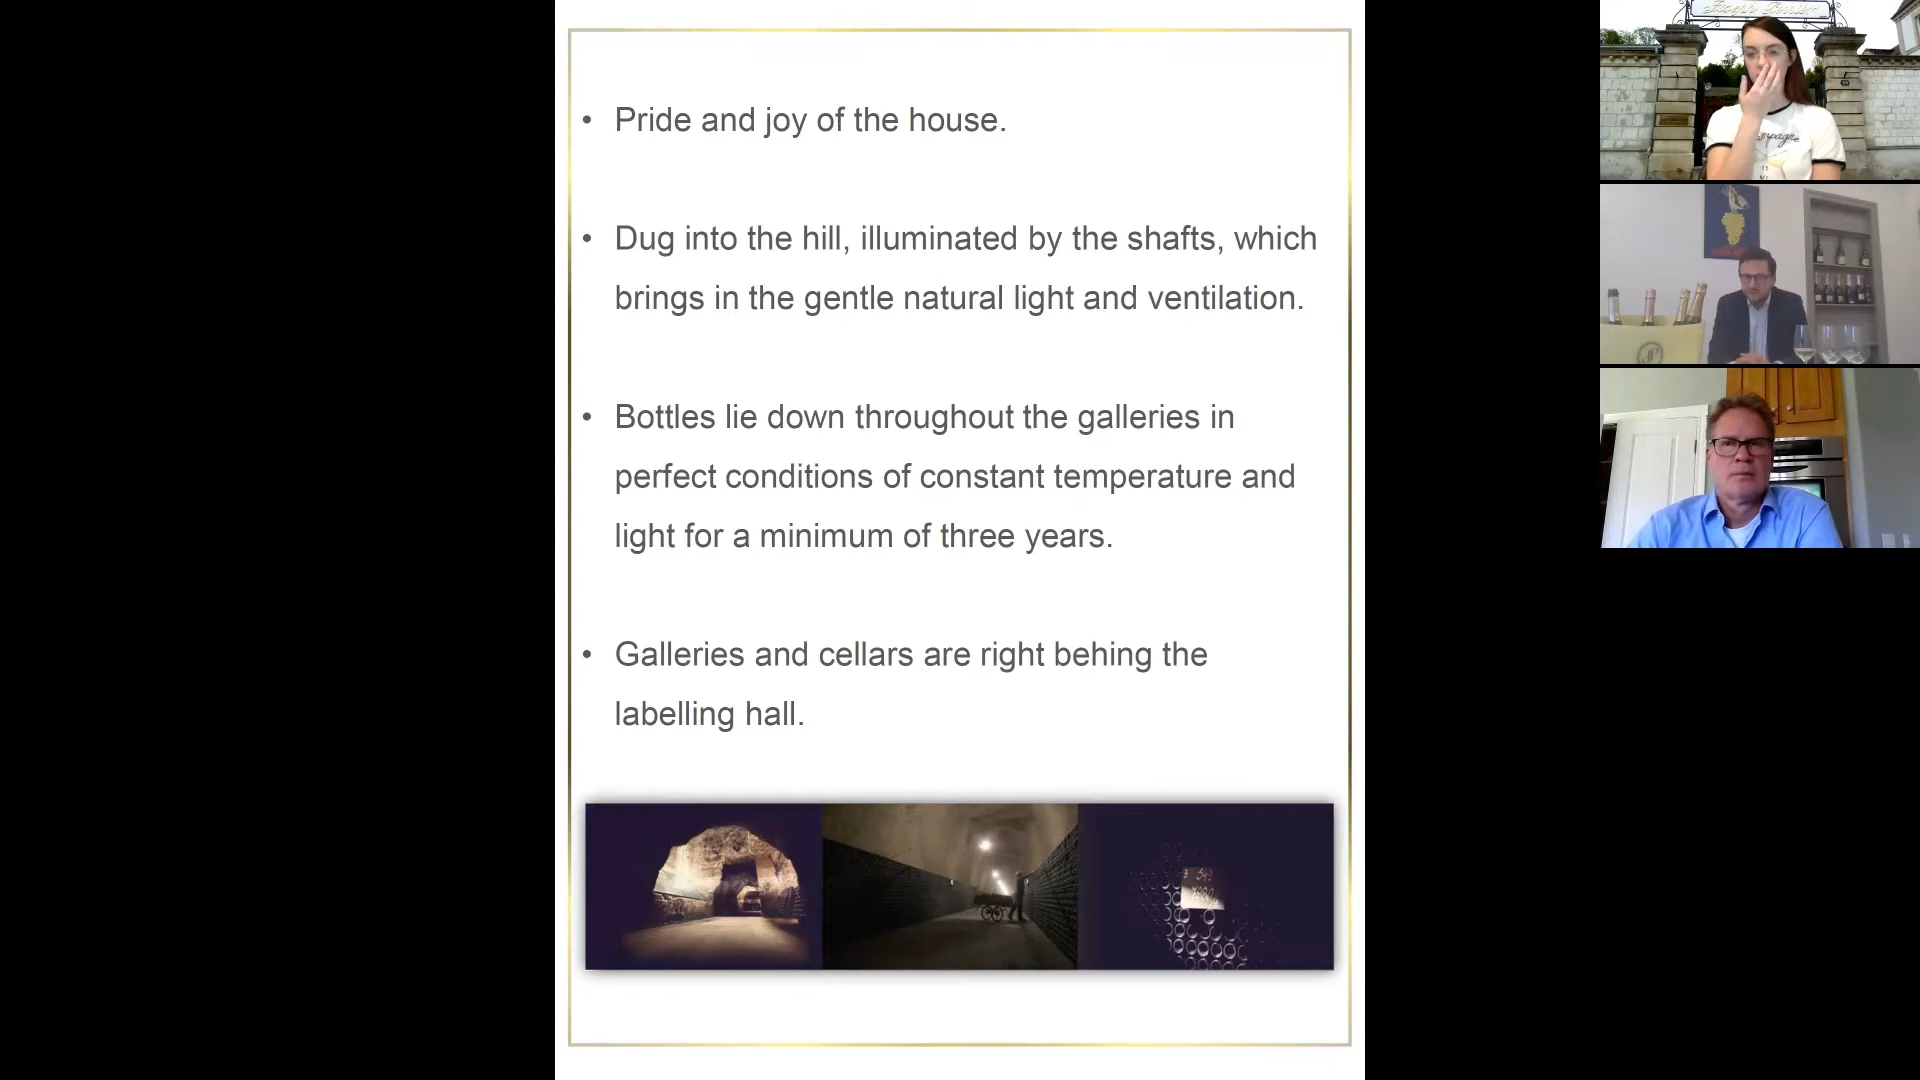 • Pride and joy of the house.
• Dug into the hill, illuminated by the shafts, which
brings in the gentle natural light and ventilation.
• Bottles lie down throughout the galleries in
perfect conditions of constant temperature and
light for a minimum of three years.
• Galleries and cellars are right behing the
labelling hall.